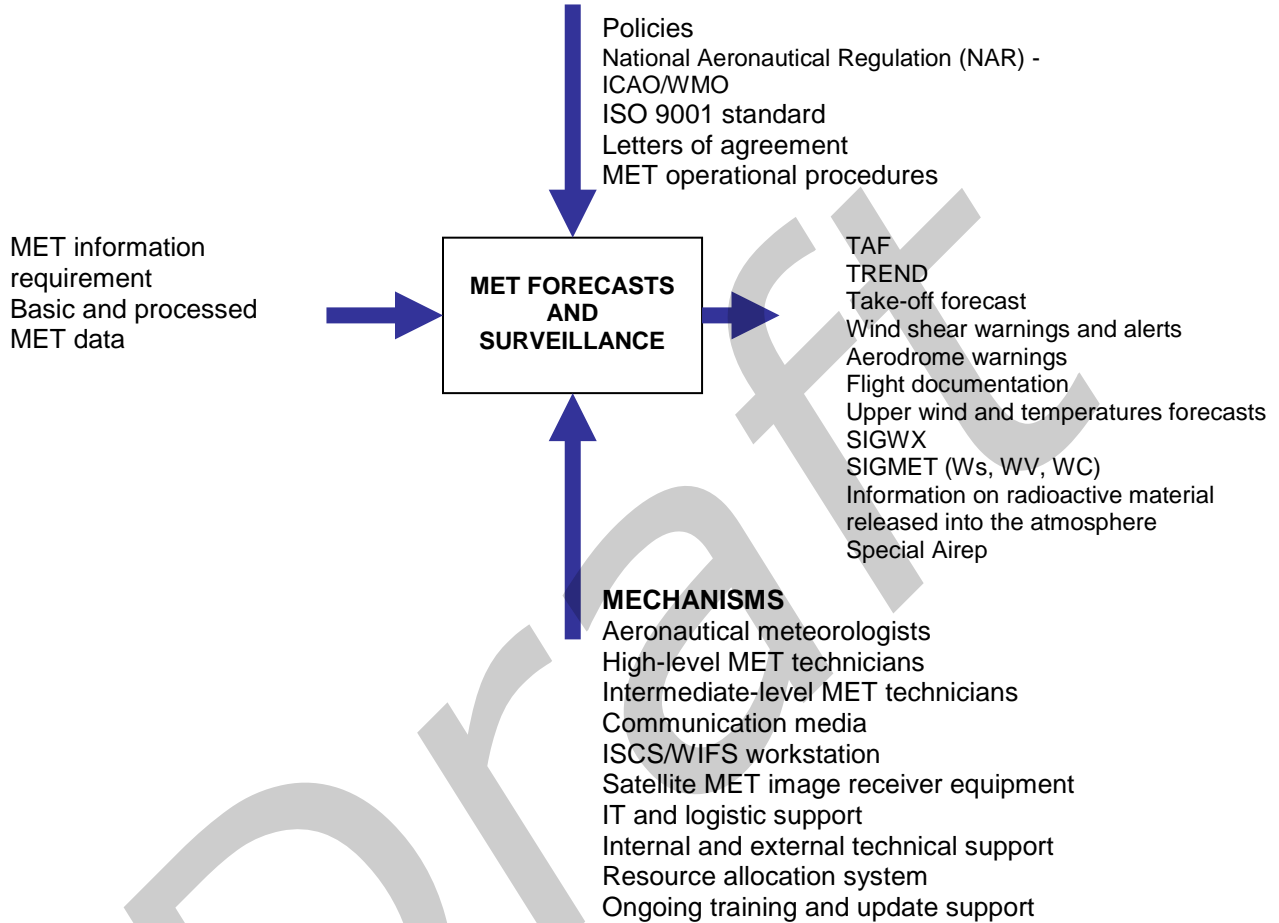 Policies
National Aeronautical Regulation (NAR) -
ICAO/WMO
ISO 9001 standard
Letters of agreement
MET operational procedures
MET information
requirement
Basic and processed
MET data
MET FORECASTS
AND
SURVEILLANCE
TAF
TREND
Take-off forecast
Wind shear warnings and alerts
Aerodrome warnings
Flight documentation
Upper wind and temperatures forecasts
SIGWX
SIGMET (Ws, WV, WC)
Information on radioactive material
released into the atmosphere
Special Airep
MECHANISMS
Aeronautical meteorologists
High-level MET technicians
Intermediate-level MET technicians
Communication media
ISCS/WIFS workstation
Satellite MET image receiver equipment
IT and logistic support
Internal and external technical support
Resource allocation system
Ongoing training and update support
Draft